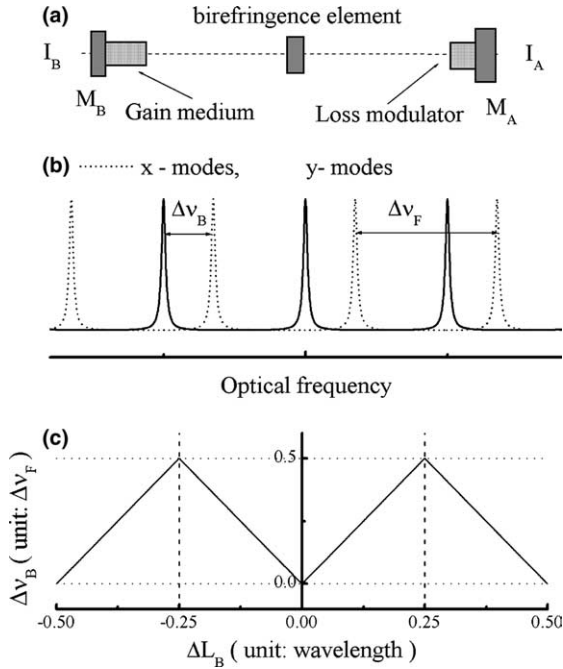 (a) birefringence element
I_B I_A
M_B M_A
Gain medium Loss modulator
(b) x - modes, y- modes
Δν_B Δν_F
Optical frequency
(c)
Δν_B ( unit: Δν_F )
0.5
0.0
-0.50 -0.25 0.00 0.25 0.50
ΔL_B ( unit: wavelength )